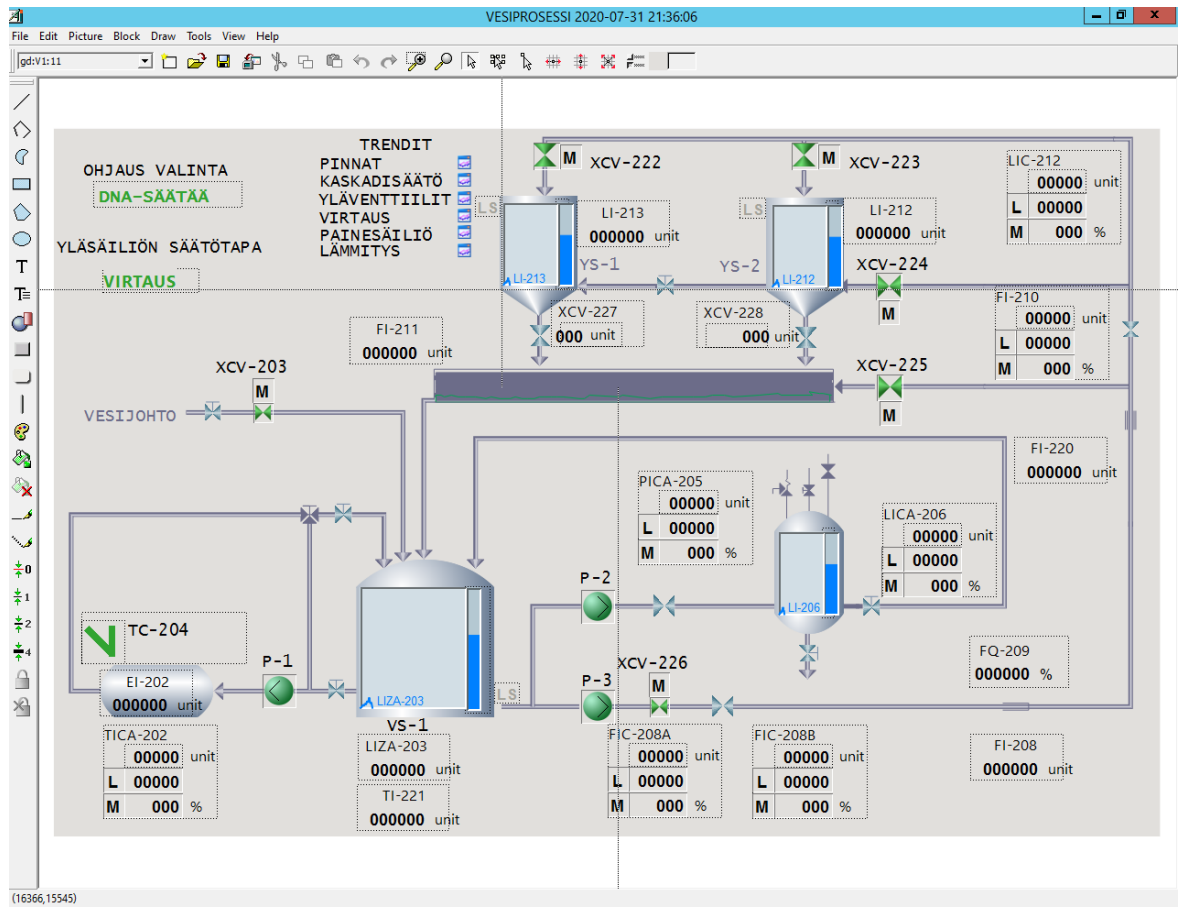 VESIPROSESSI 2020-07-31 21:36:06
File Edit Picture Block Draw Tools View Help
gd:V1:11
TRENDIT
PINNAT
KASKADISÄÄTÖ
YLÄVENTTIILIT
VIRTAUS
PAINESÄILIÖ
LÄMMITYS
OHJAUS VALINTA
DNA-SÄÄTÄÄ
YLÄSÄILIÖN SÄÄTÖTAPA
VIRTAUS
M XCV-222
M XCV-223
LIC-212
00000 unit
L 00000
M 000 %
LS
LI-213
000000 unit
LI-213
YS-1
LS
LI-212
000000 unit
LI-212
YS-2
XCV-224
M
FI-210
00000 unit
L 00000
M 000 %
XCV-227
000 unit
XCV-228
000 unit
FI-211
000000 unit
XCV-225
M
XCV-203
M
VESIJOHTO
FI-220
000000 unit
PICA-205
00000 unit
L 00000
M 000 %
LICA-206
00000 unit
L 00000
M 000 %
LI-206
P-2
TC-204
P-1
EI-202
000000 unit
LIZA-203
LS
VS-1
XCV-226
M
P-3
FQ-209
000000 %
TICA-202
00000 unit
L 00000
M 000 %
LIZA-203
000000 unit
TI-221
000000 unit
FIC-208A
00000 unit
L 00000
M 000 %
FIC-208B
00000 unit
L 00000
M 000 %
FI-208
000000 unit
T
T
0
1
2
4
(16366,15545)